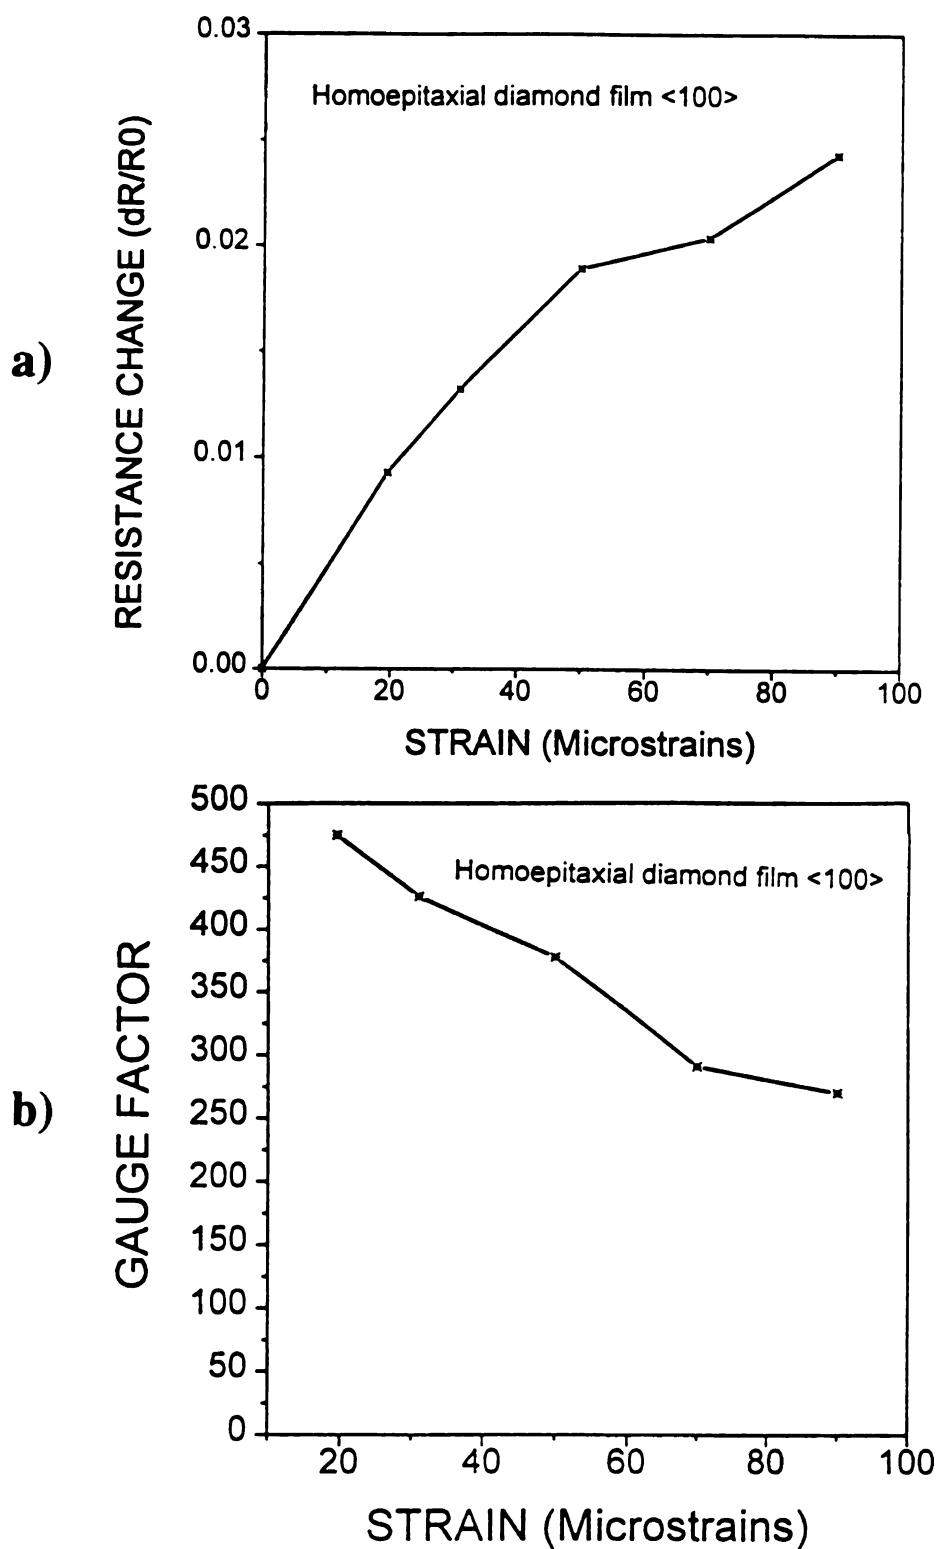 a)
RESISTANCE CHANGE (dR/R0)
0.03
0.02
0.01
0.00
Homoepitaxial diamond film <100>
0 20 40 60 80 100
STRAIN (Microstrains)
b)
GAUGE FACTOR
500
450
400
350
300
250
200
150
100
50
0
Homoepitaxial diamond film <100>
20 40 60 80 100
STRAIN (Microstrains)